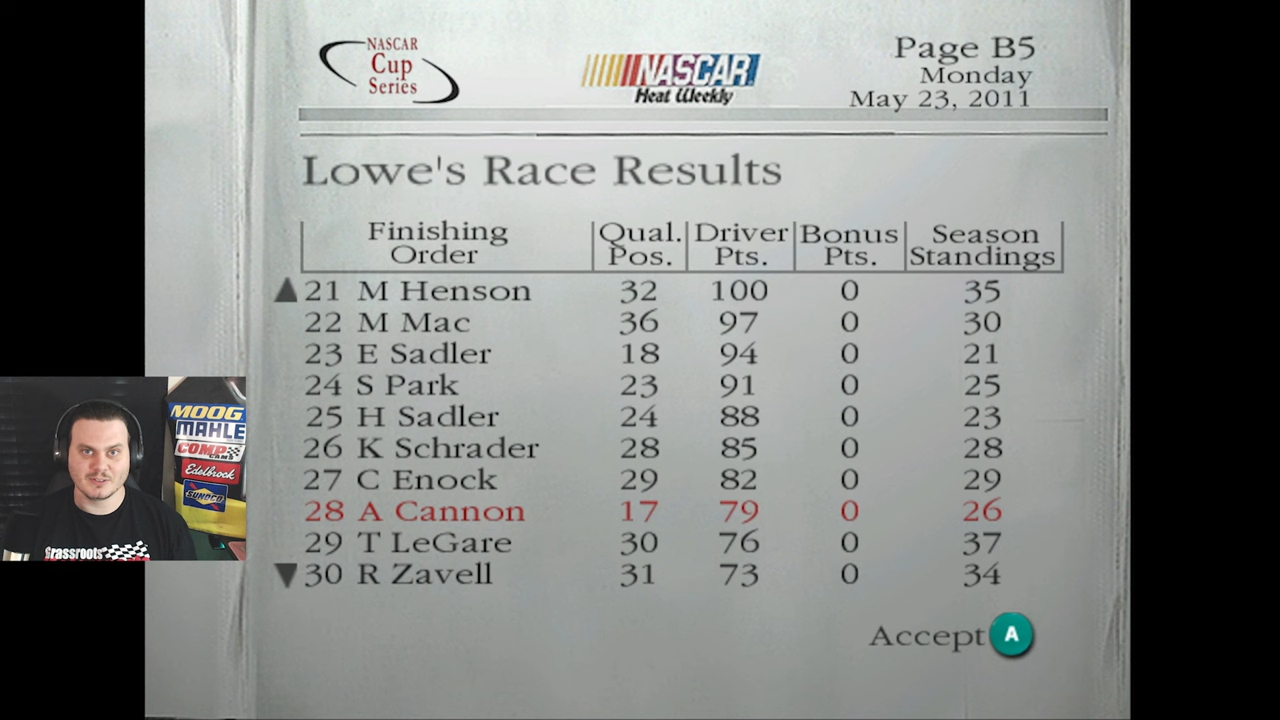 NASCAR
Cup
Series
NASCAR
Heat Weekly
Page B5
Monday
May 23, 2011
Lowe's Race Results
Finishing Order Qual. Pos. Driver Pts. Bonus Pts. Season Standings
21 M Henson 32 100 0 35
22 M Mac 36 97 0 30
23 E Sadler 18 94 0 21
24 S Park 23 91 0 25
25 H Sadler 24 88 0 23
26 K Schrader 28 85 0 28
27 C Enock 29 82 0 29
28 A Cannon 17 79 0 26
29 T LeGare 30 76 0 37
30 R Zavell 31 73 0 34
Accept A
MOOG
MAHLE
COMP
CAMS
Edelbrock
SUNOCO
Grassroots